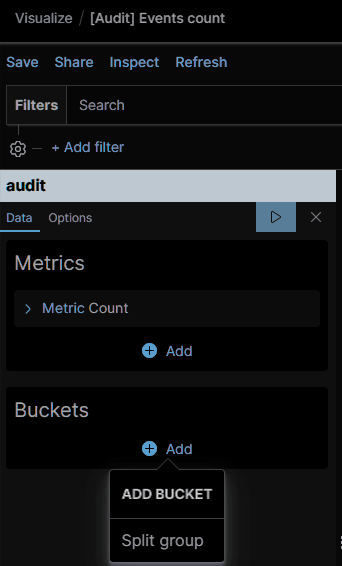 Visualize / [Audit] Events count
Save Share Inspect Refresh
Filters Search
+ Add filter
audit
Data Options
Metrics
Metric Count
Add
Buckets
Add
ADD BUCKET
Split group